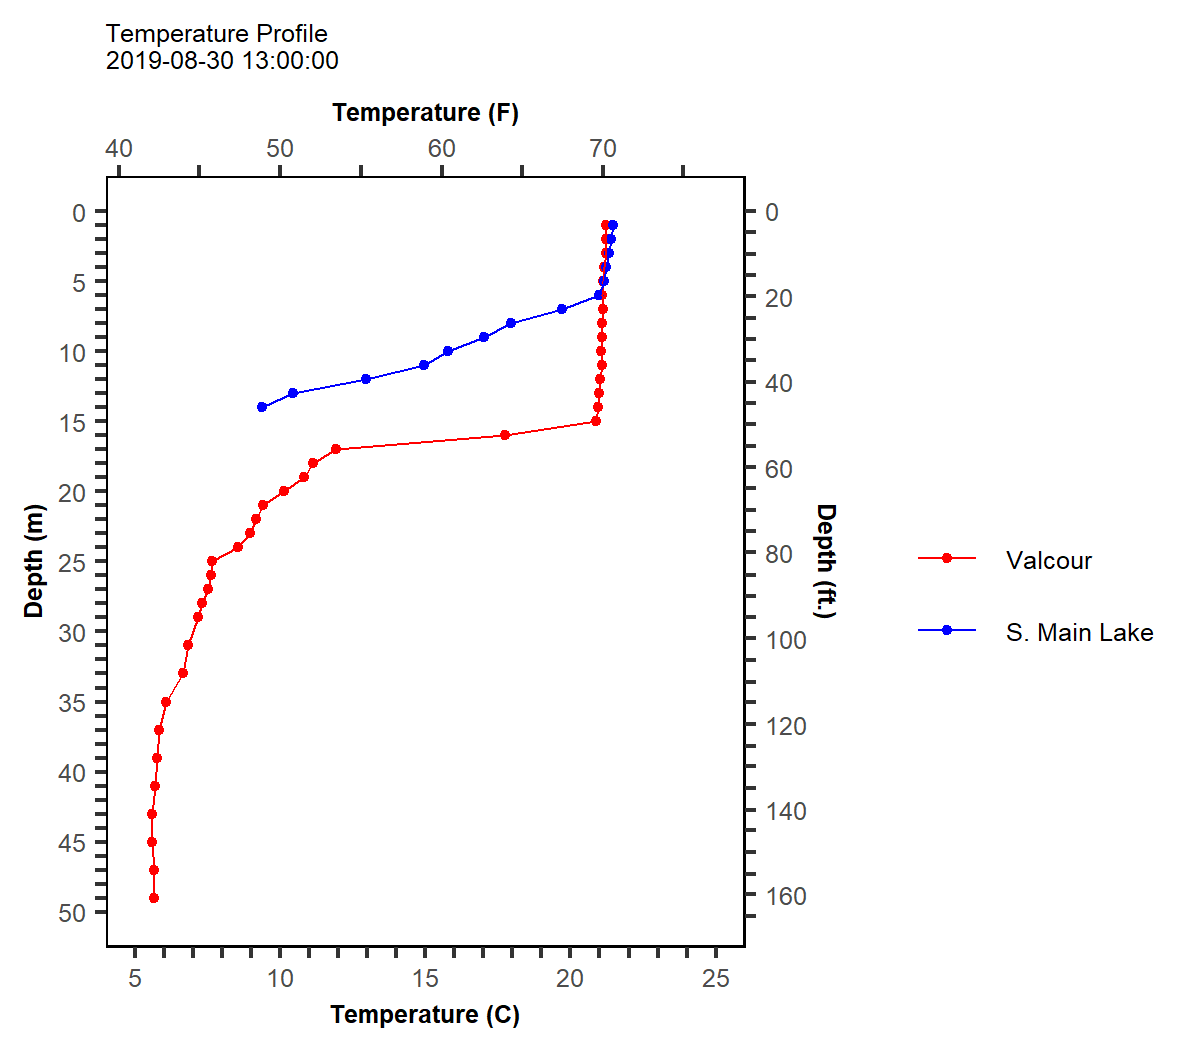 Temperature Profile
2019-08-30 13:00:00
Temperature (F)
40 50 60 70
0 0
5
20
10
40
15
60
20
80
25
100
30
35
120
40
140
45
160
50
Depth (m)
Depth (ft.)
Valcour
S. Main Lake
5 10 15 20 25
Temperature (C)